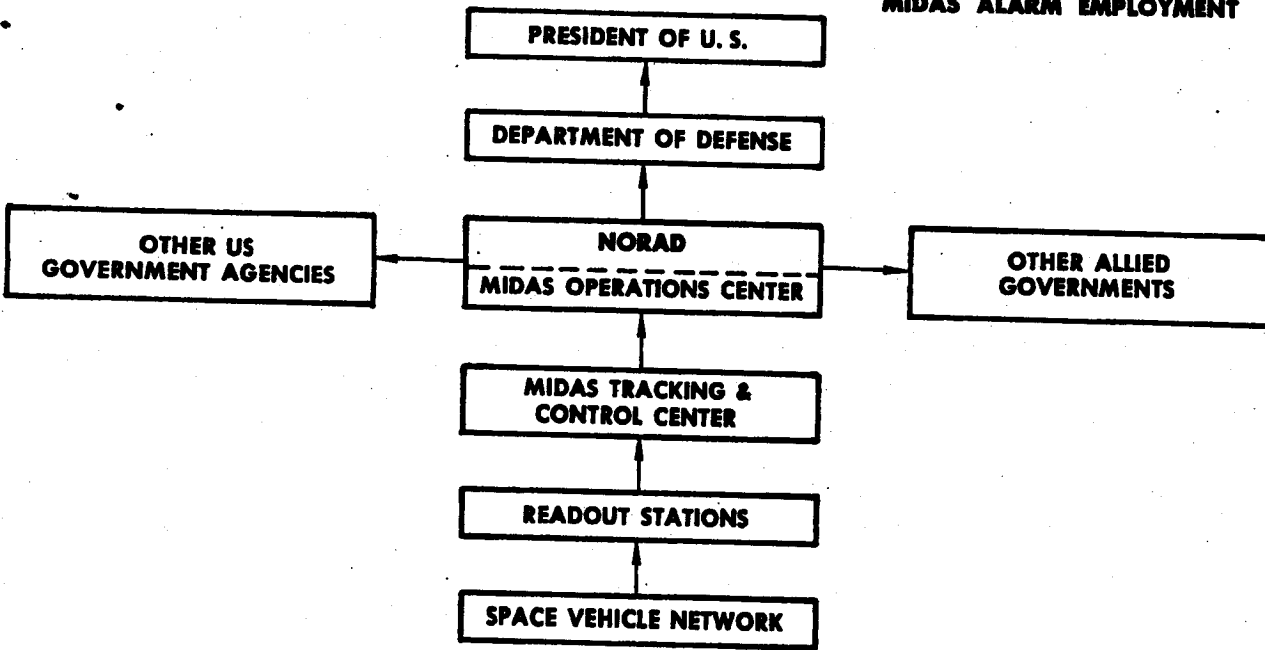 MIDAS ALARM EMPLOYMENT
PRESIDENT OF U. S.
DEPARTMENT OF DEFENSE
OTHER US
GOVERNMENT AGENCIES
NORAD
MIDAS OPERATIONS CENTER
OTHER ALLIED
GOVERNMENTS
MIDAS TRACKING &
CONTROL CENTER
READOUT STATIONS
SPACE VEHICLE NETWORK